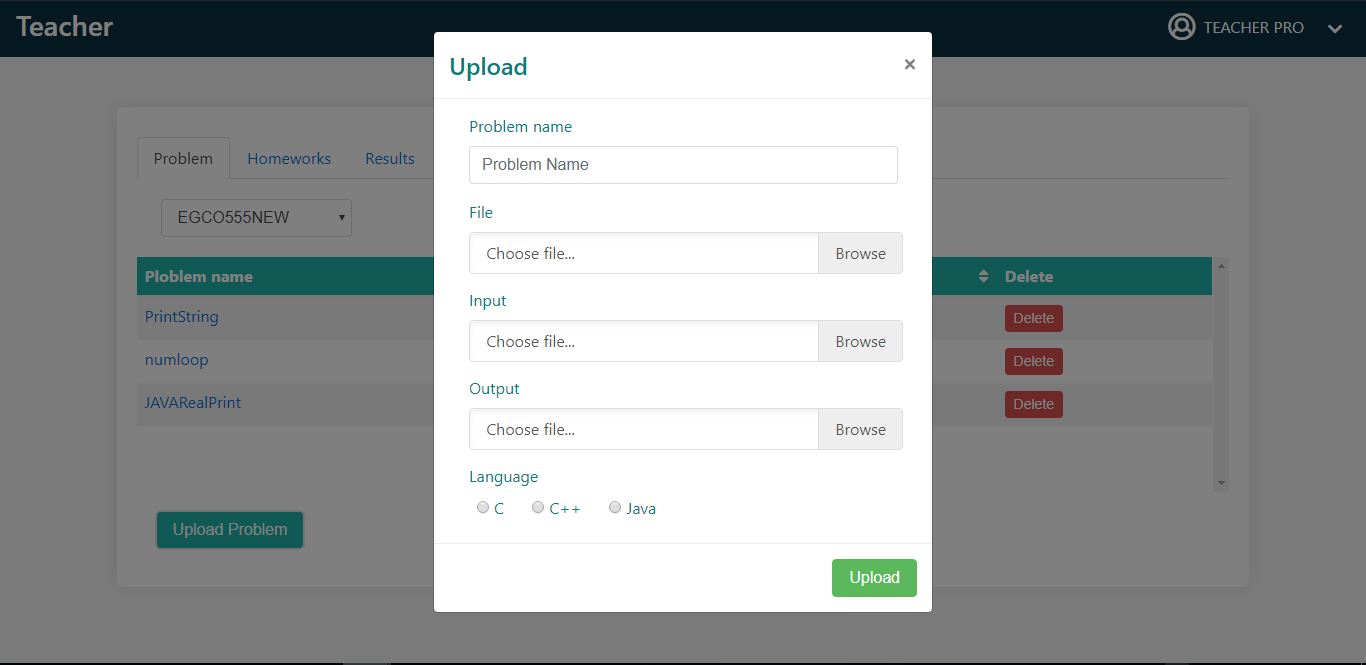 Teacher
TEACHER PRO
Upload
×
Problem name
Problem Name
File
Choose file... Browse
Input
Choose file... Browse
Output
Choose file... Browse
Language
C C++ Java
Upload
Problem Homeworks Results
EGCO555NEW
Ploblem name Delete
PrintString Delete
numloop Delete
JAVARealPrint Delete
Upload Problem